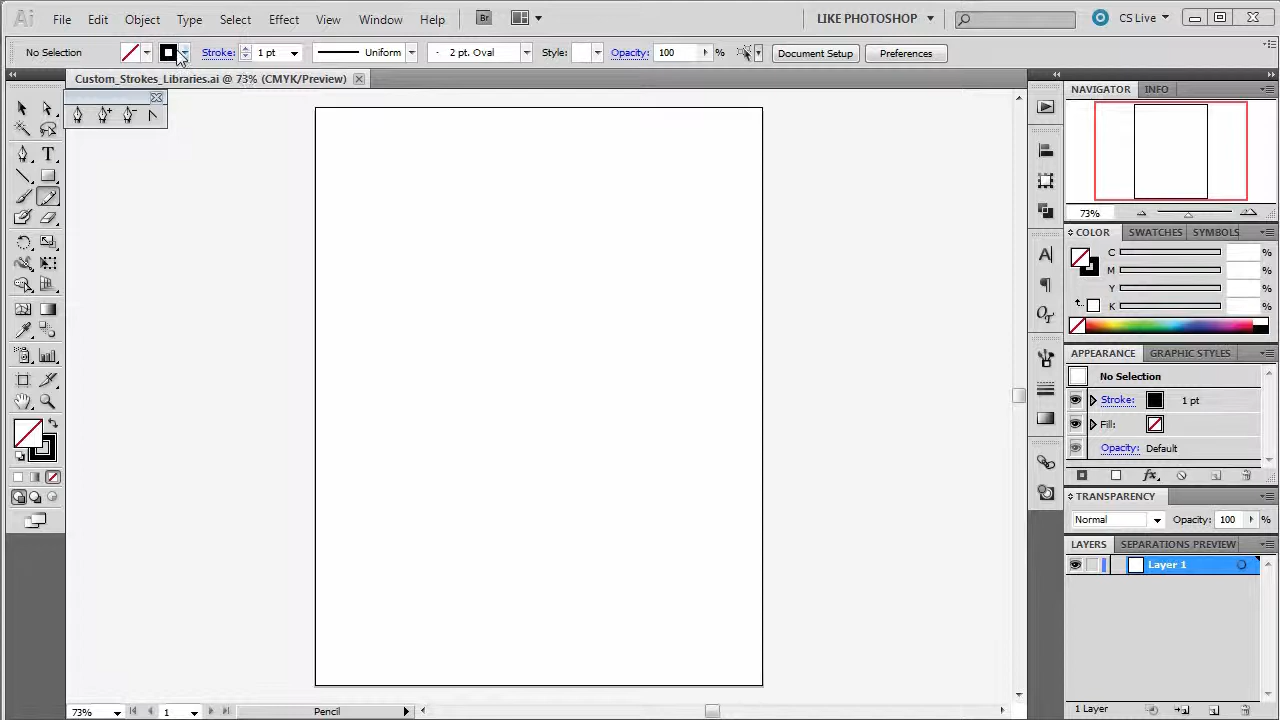 Ai File Edit Object Type Select Effect View Window Help Br LIKE PHOTOSHOP CS Live
No Selection Stroke: 1 pt Uniform 2 pt. Oval Style: Opacity: 100 % Document Setup Preferences
Custom_Strokes_Libraries.ai @ 73% (CMYK/Preview)
NAVIGATOR INFO
73%
COLOR SWATCHES SYMBOLS
C %
M %
Y %
K %
APPEARANCE GRAPHIC STYLES
No Selection
Stroke: 1 pt
Fill:
Opacity: Default
TRANSPARENCY
Normal Opacity: 100 %
LAYERS SEPARATIONS PREVIEW
Layer 1
1 Layer
73% 1 Pencil